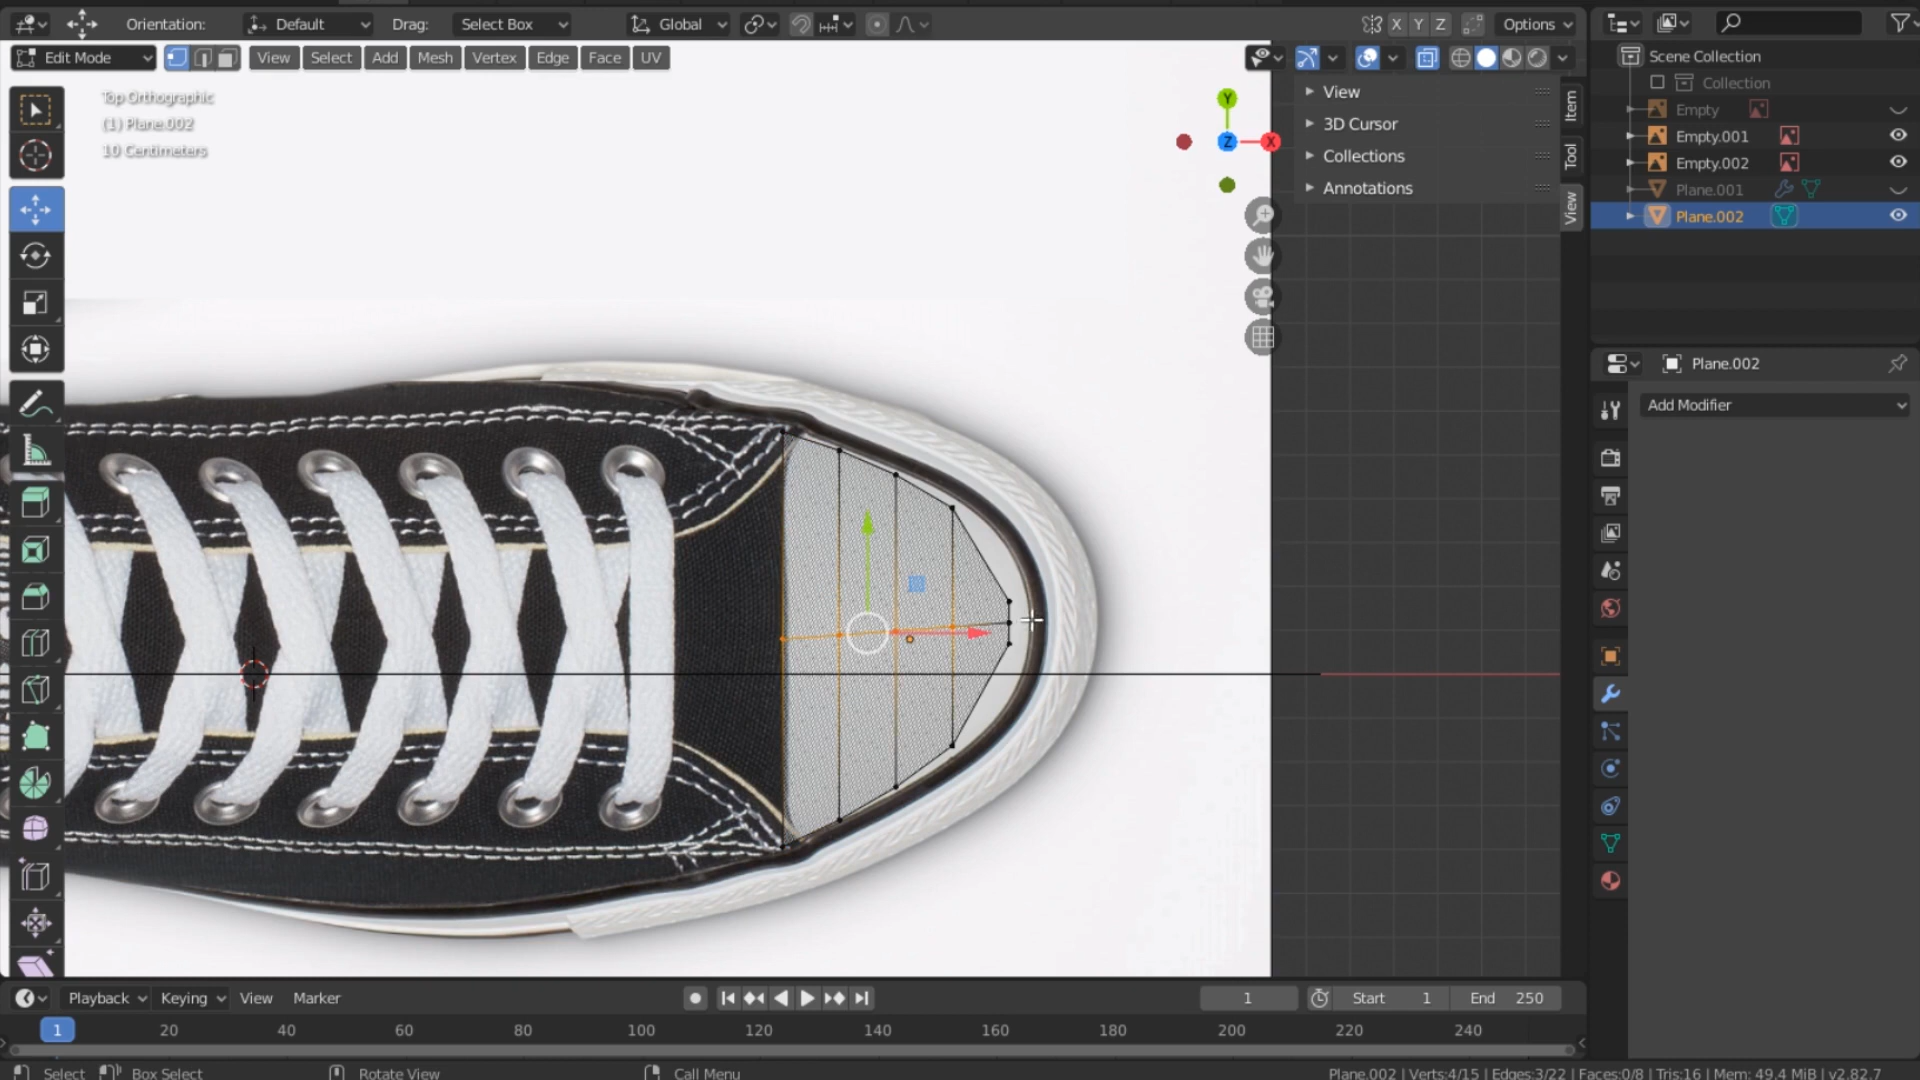 Orientation: Default Drag: Select Box Global X Y Z Options
Edit Mode View Select Add Mesh Vertex Edge Face UV
Top Orthographic
(1) Plane.002
10 Centimeters
Y
Z X
View
3D Cursor
Collections
Annotations
Item
Tool
View
Scene Collection
Collection
Empty
Empty.001
Empty.002
Plane.001
Plane.002
Plane.002
Add Modifier
Playback Keying View Marker 1 Start 1 End 250
1 20 40 60 80 100 120 140 160 180 200 220 240
Select Box Select Rotate View Call Menu Plane.002 | Verts:4/15 | Edges:3/22 | Faces:0/8 | Tris:16 | Mem: 49.4 MiB | v2.82.7